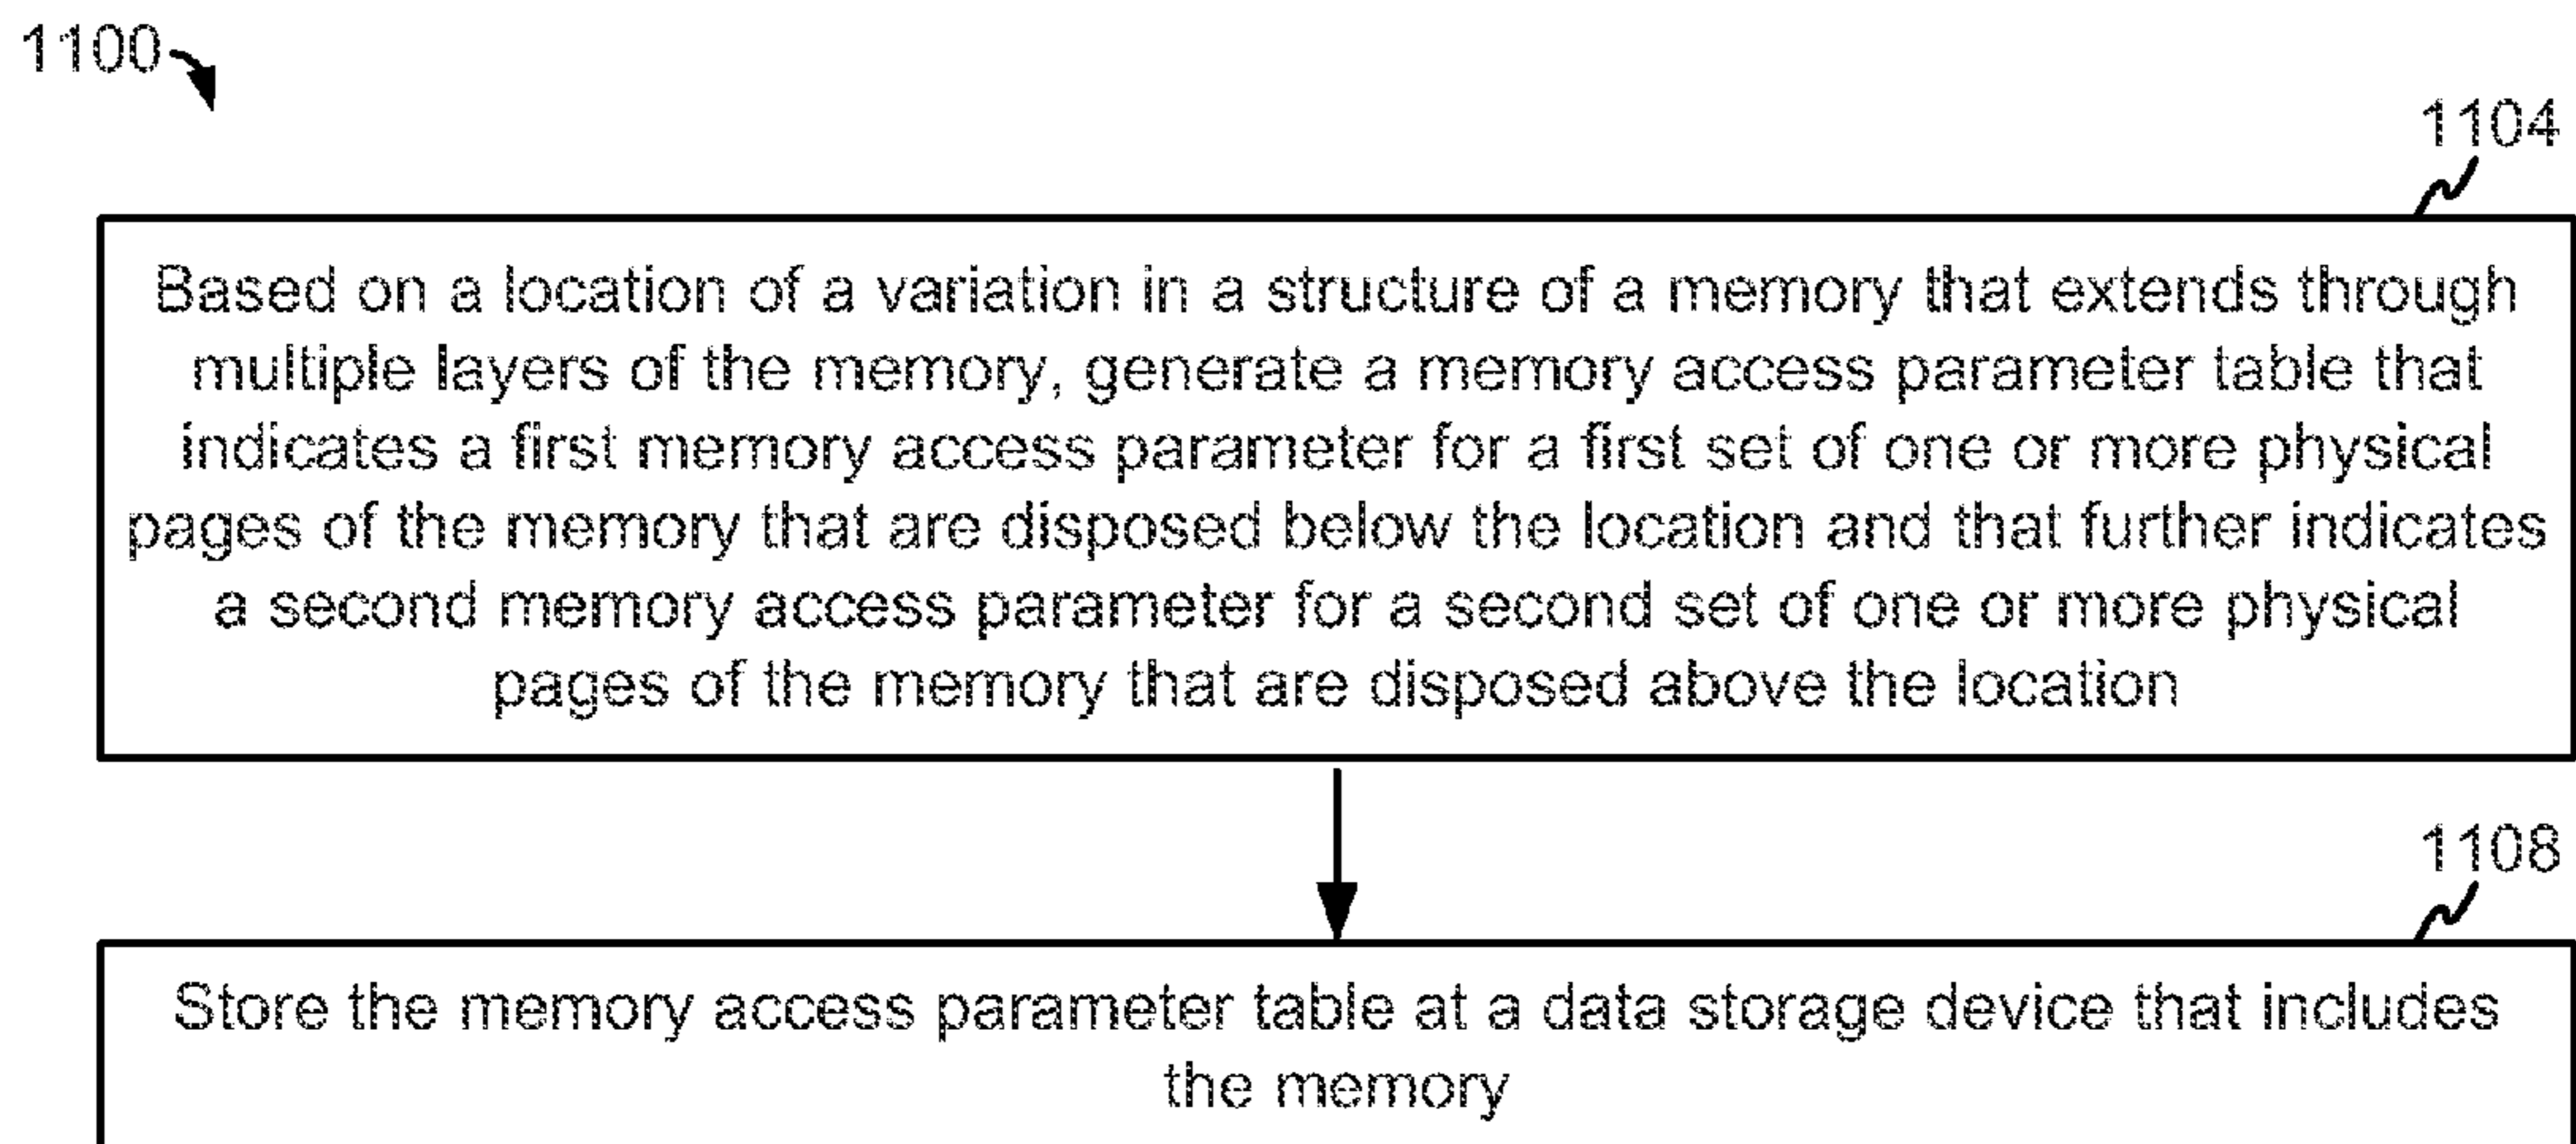 1100
1104
Based on a location of a variation in a structure of a memory that extends through
multiple layers of the memory, generate a memory access parameter table that
indicates a first memory access parameter for a first set of one or more physical
pages of the memory that are disposed below the location and that further indicates
a second memory access parameter for a second set of one or more physical
pages of the memory that are disposed above the location
1108
Store the memory access parameter table at a data storage device that includes
the memory